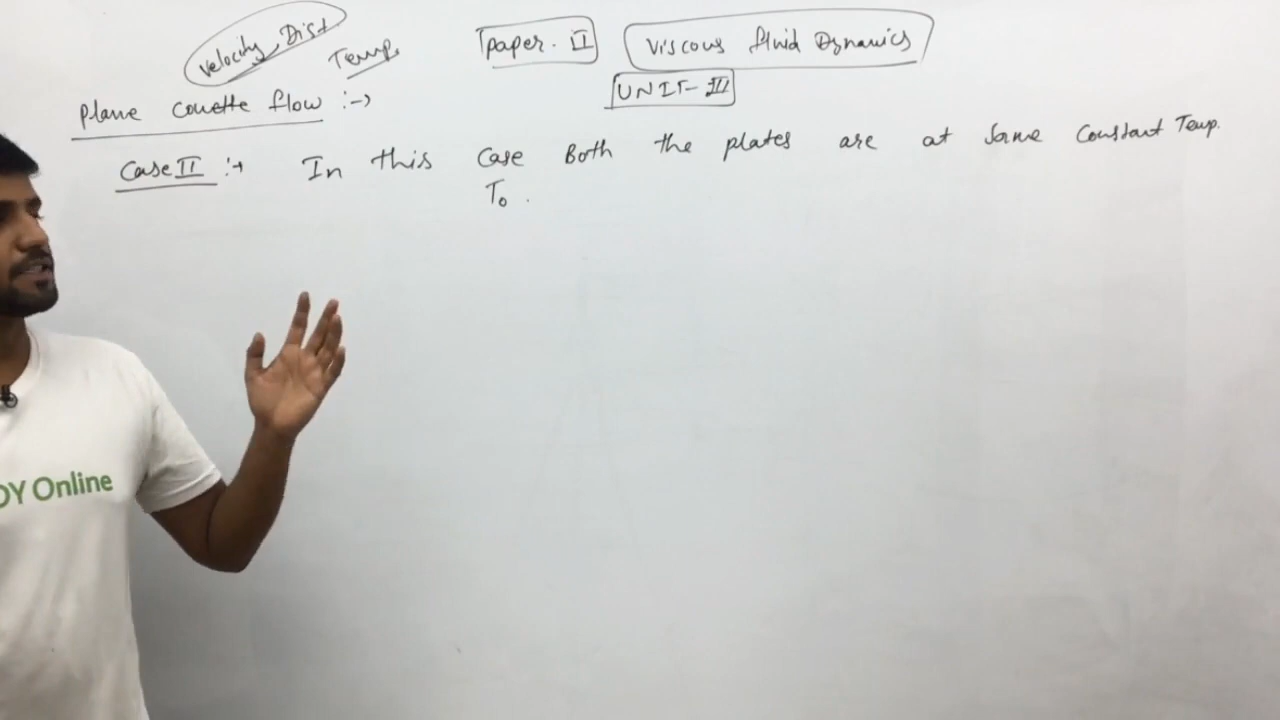 Velocity Dist
Temp.
Paper-II
Viscous fluid Dynamics
UNIT-III
Plane Couette flow :->
Case II :-> In this Case Both the plates are at Same Constant Temp.
T₀.
DY Online